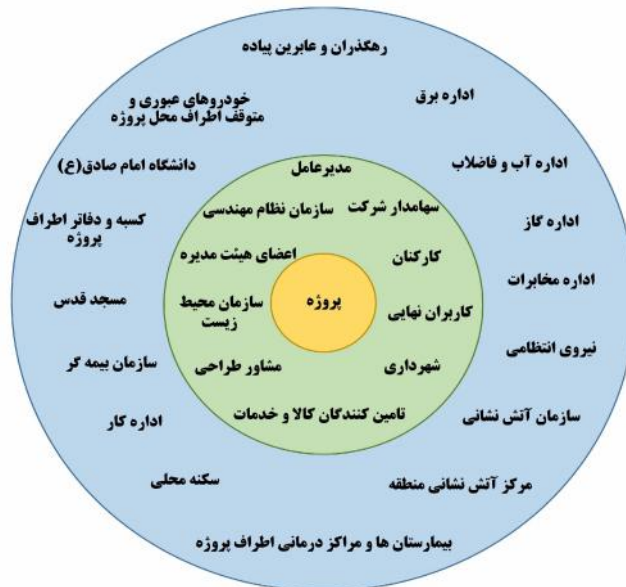 رهگذران و عابرین پیاده
اداره برق
خودروهای عبوری و
متوقف اطراف محل پروژه
اداره آب و فاضلاب
دانشگاه امام صادق(ع)
مدیرعامل
سهامدار شرکت
سازمان نظام مهندسی
اداره گاز
کسبه و دفاتر اطراف
پروژه
کارکنان
اعضای هیئت مدیره
اداره مخابرات
پروژه
کاربران نهایی
سازمان محیط
زیست
مسجد قدس
نیروی انتظامی
شهرداری
مشاور طراحی
سازمان بیمه گر
سازمان آتش نشانی
تامین کنندگان کالا و خدمات
اداره کار
مرکز آتش نشانی منطقه
سکنه محلی
بیمارستان ها و مراکز درمانی اطراف پروژه